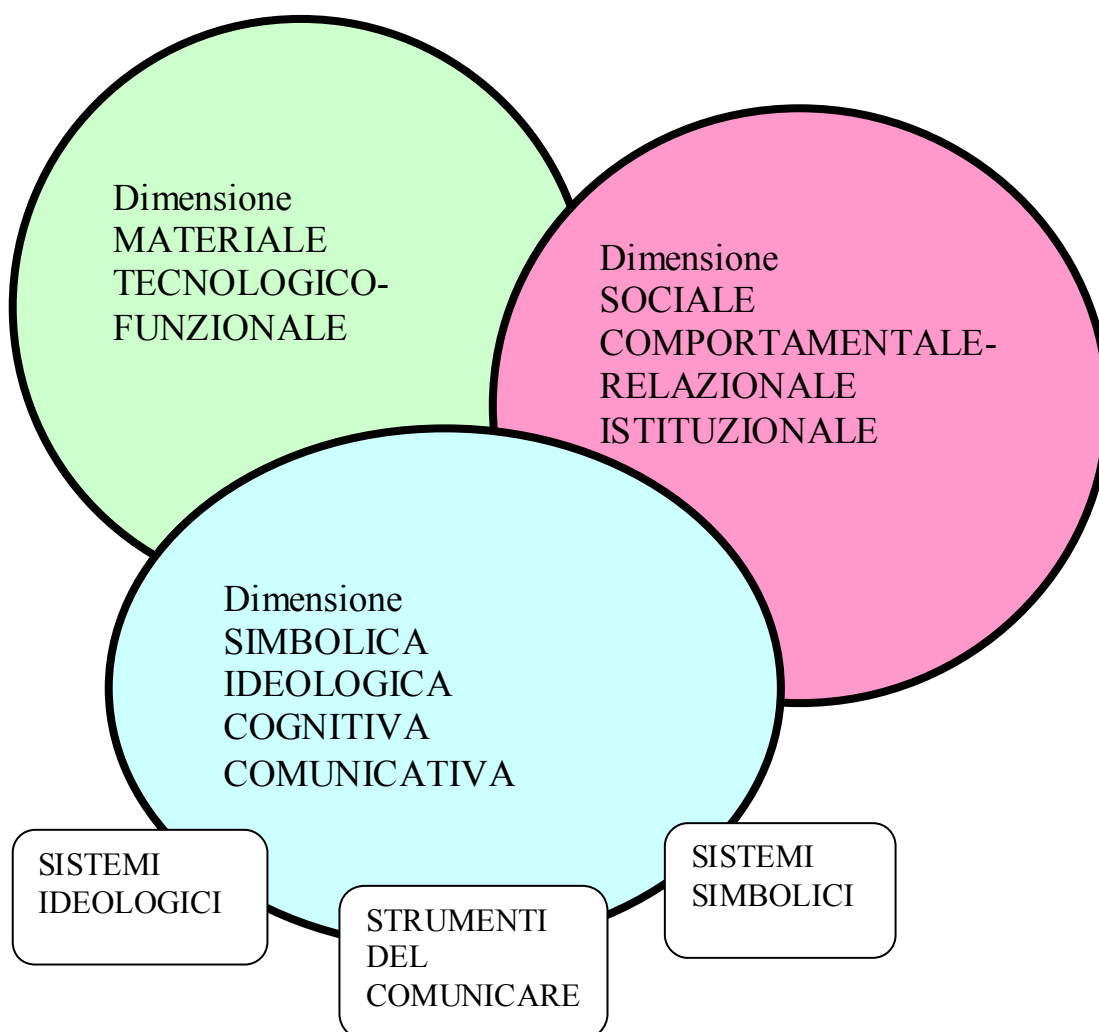 Dimensione
MATERIALE
TECNOLOGICO-
FUNZIONALE
Dimensione
SOCIALE
COMPORTAMENTALE-
RELAZIONALE
ISTITUZIONALE
Dimensione
SIMBOLICA
IDEOLOGICA
COGNITIVA
COMUNICATIVA
SISTEMI
IDEOLOGICI
STRUMENTI
DEL
COMUNICARE
SISTEMI
SIMBOLICI